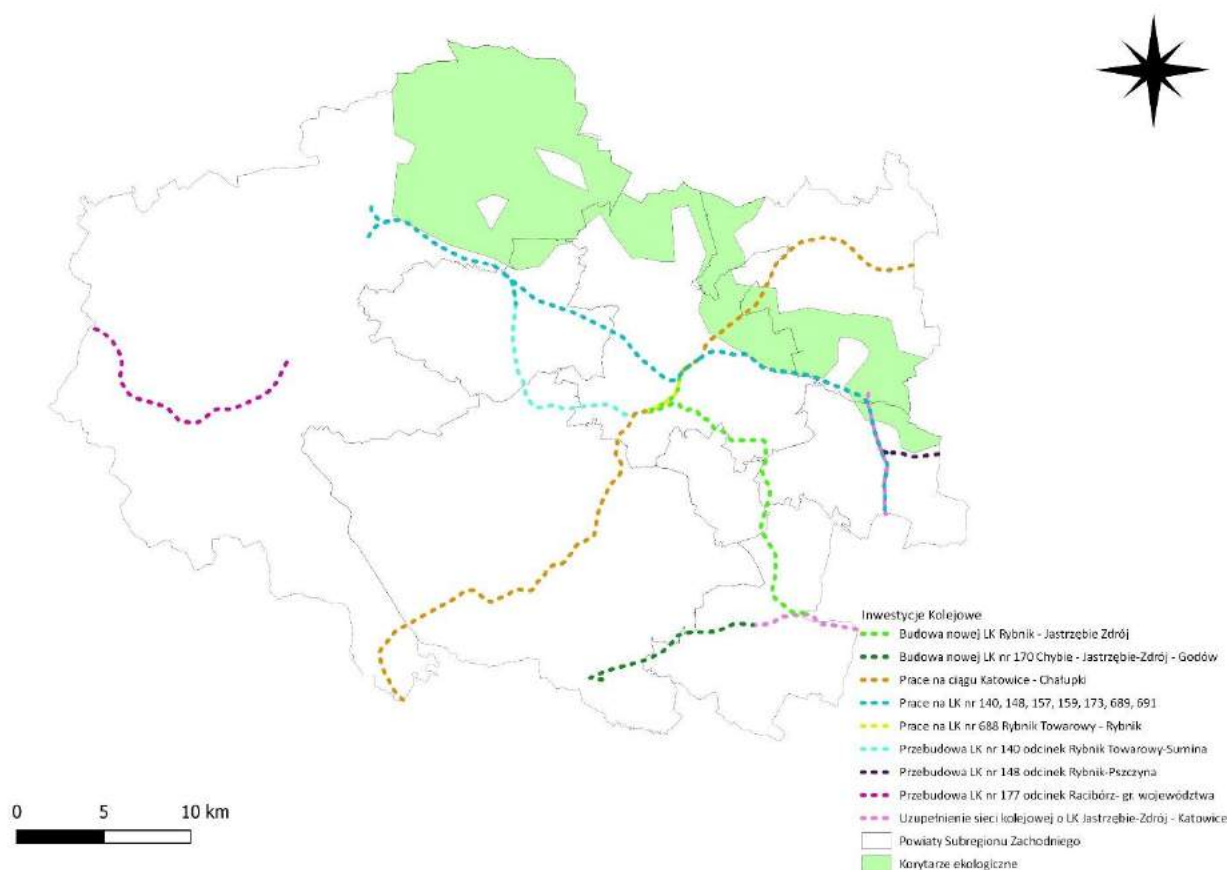 Inwestycje Kolejowe
Budowa nowej LK Rybnik - Jastrzębie Zdrój
Budowa nowej LK nr 170 Chybie - Jastrzębie-Zdrój - Godów
Prace na ciągu Katowice - Chałupki
Prace na LK nr 140, 148, 157, 159, 173, 689, 691
Prace na LK nr 688 Rybnik Towarowy - Rybnik
Przebudowa LK nr 140 odcinek Rybnik Towarowy-Sumina
Przebudowa LK nr 148 odcinek Rybnik-Pszczyna
Przebudowa LK nr 177 odcinek Racibórz- gr. województwa
Uzupełnienie sieci kolejowej o LK Jastrzębie-Zdrój - Katowice
Powiaty Subregionu Zachodniego
Korytarze ekologiczne
0 5 10 km